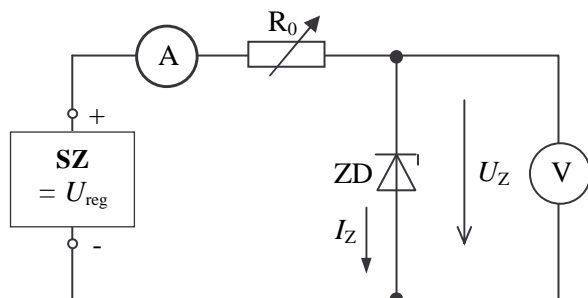 R0
A
+
SZ
= Ureg
-
ZD
UZ
V
IZ